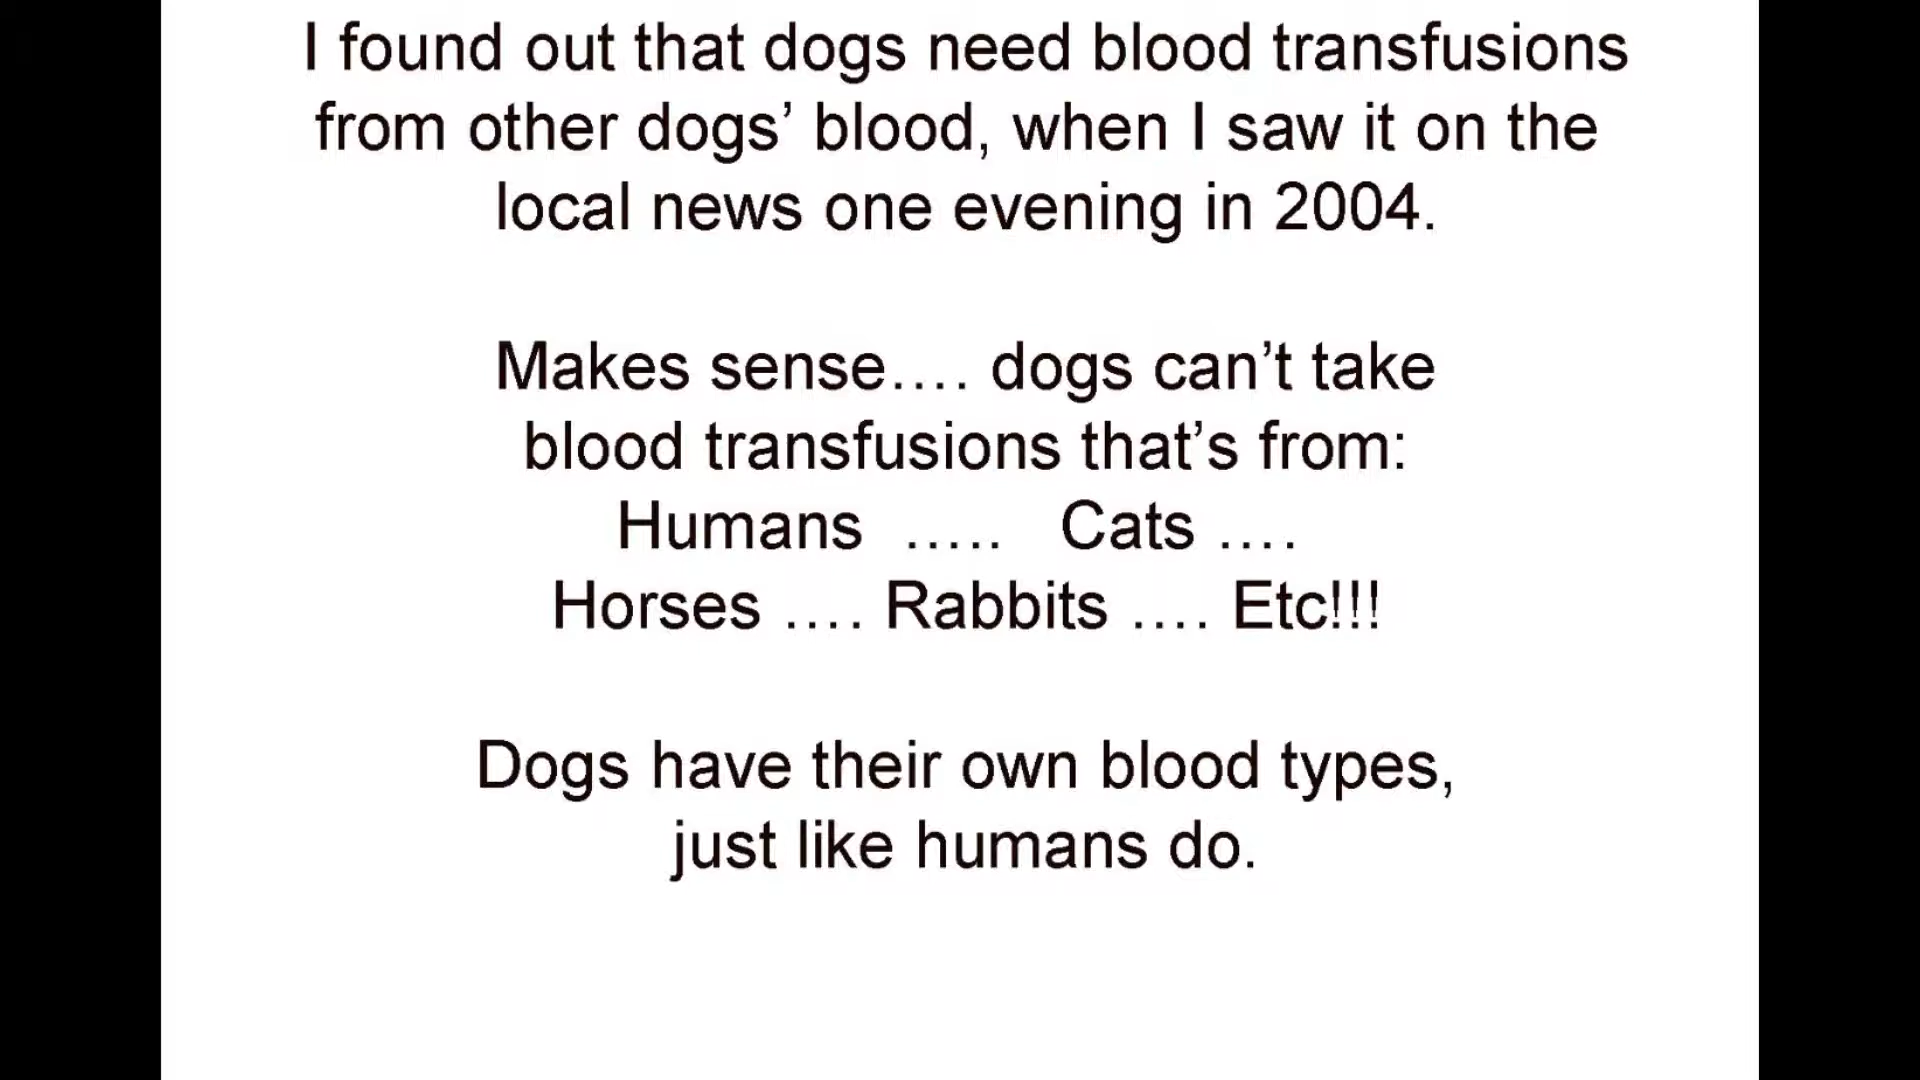 I found out that dogs need blood transfusions
from other dogs’ blood, when I saw it on the
local news one evening in 2004.
Makes sense…. dogs can’t take
blood transfusions that’s from:
Humans ….. Cats ….
Horses …. Rabbits …. Etc!!!
Dogs have their own blood types,
just like humans do.